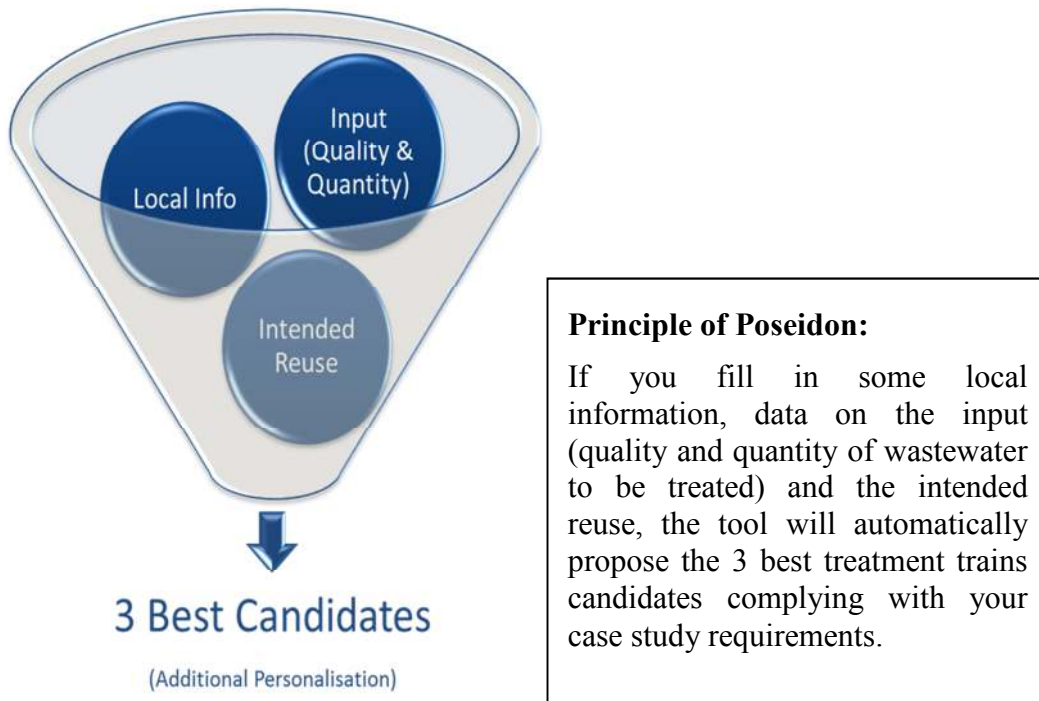 Input
(Quality &
Quantity)
Local Info
Intended
Reuse
3 Best Candidates
(Additional Personalisation)
Principle of Poseidon:
If you fill in some local
information, data on the input
(quality and quantity of wastewater
to be treated) and the intended
reuse, the tool will automatically
propose the 3 best treatment trains
candidates complying with your
case study requirements.